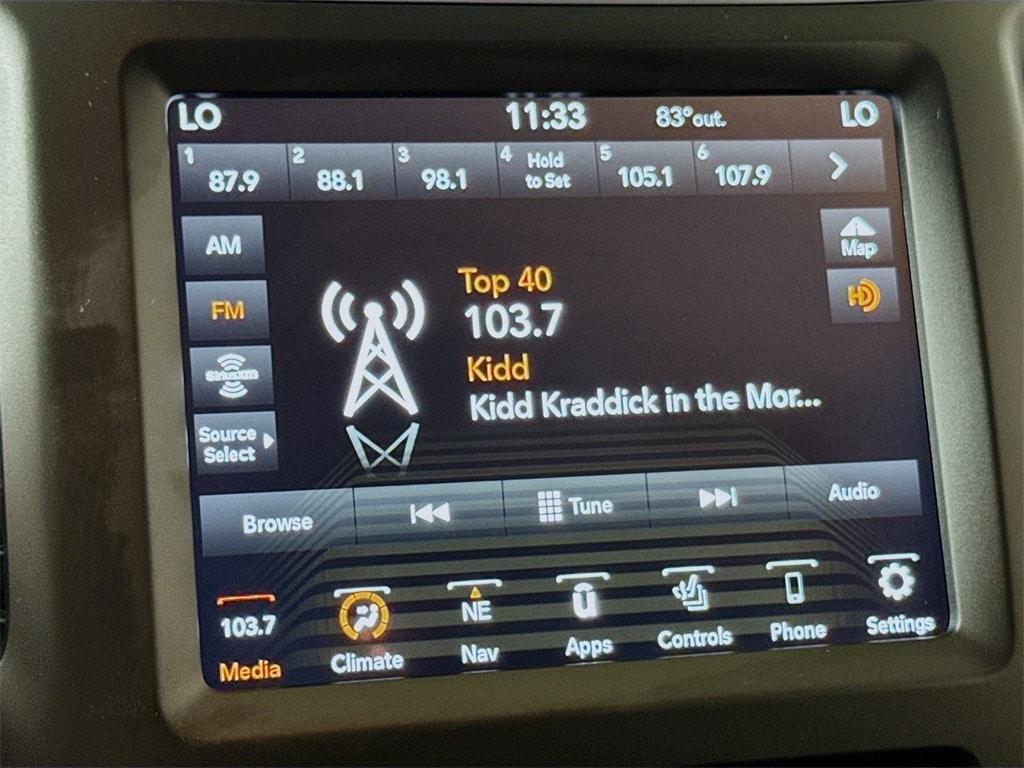 LO 11:33 83°out. LO
1 87.9 2 88.1 3 98.1 4 Hold to Set 5 105.1 6 107.9
AM
Map
FM
HD
SiriusXM
Source
Select
Top 40
103.7
Kidd
Kidd Kraddick in the Mor...
Browse Tune Audio
103.7 NE
Media Climate Nav Apps Controls Phone Settings